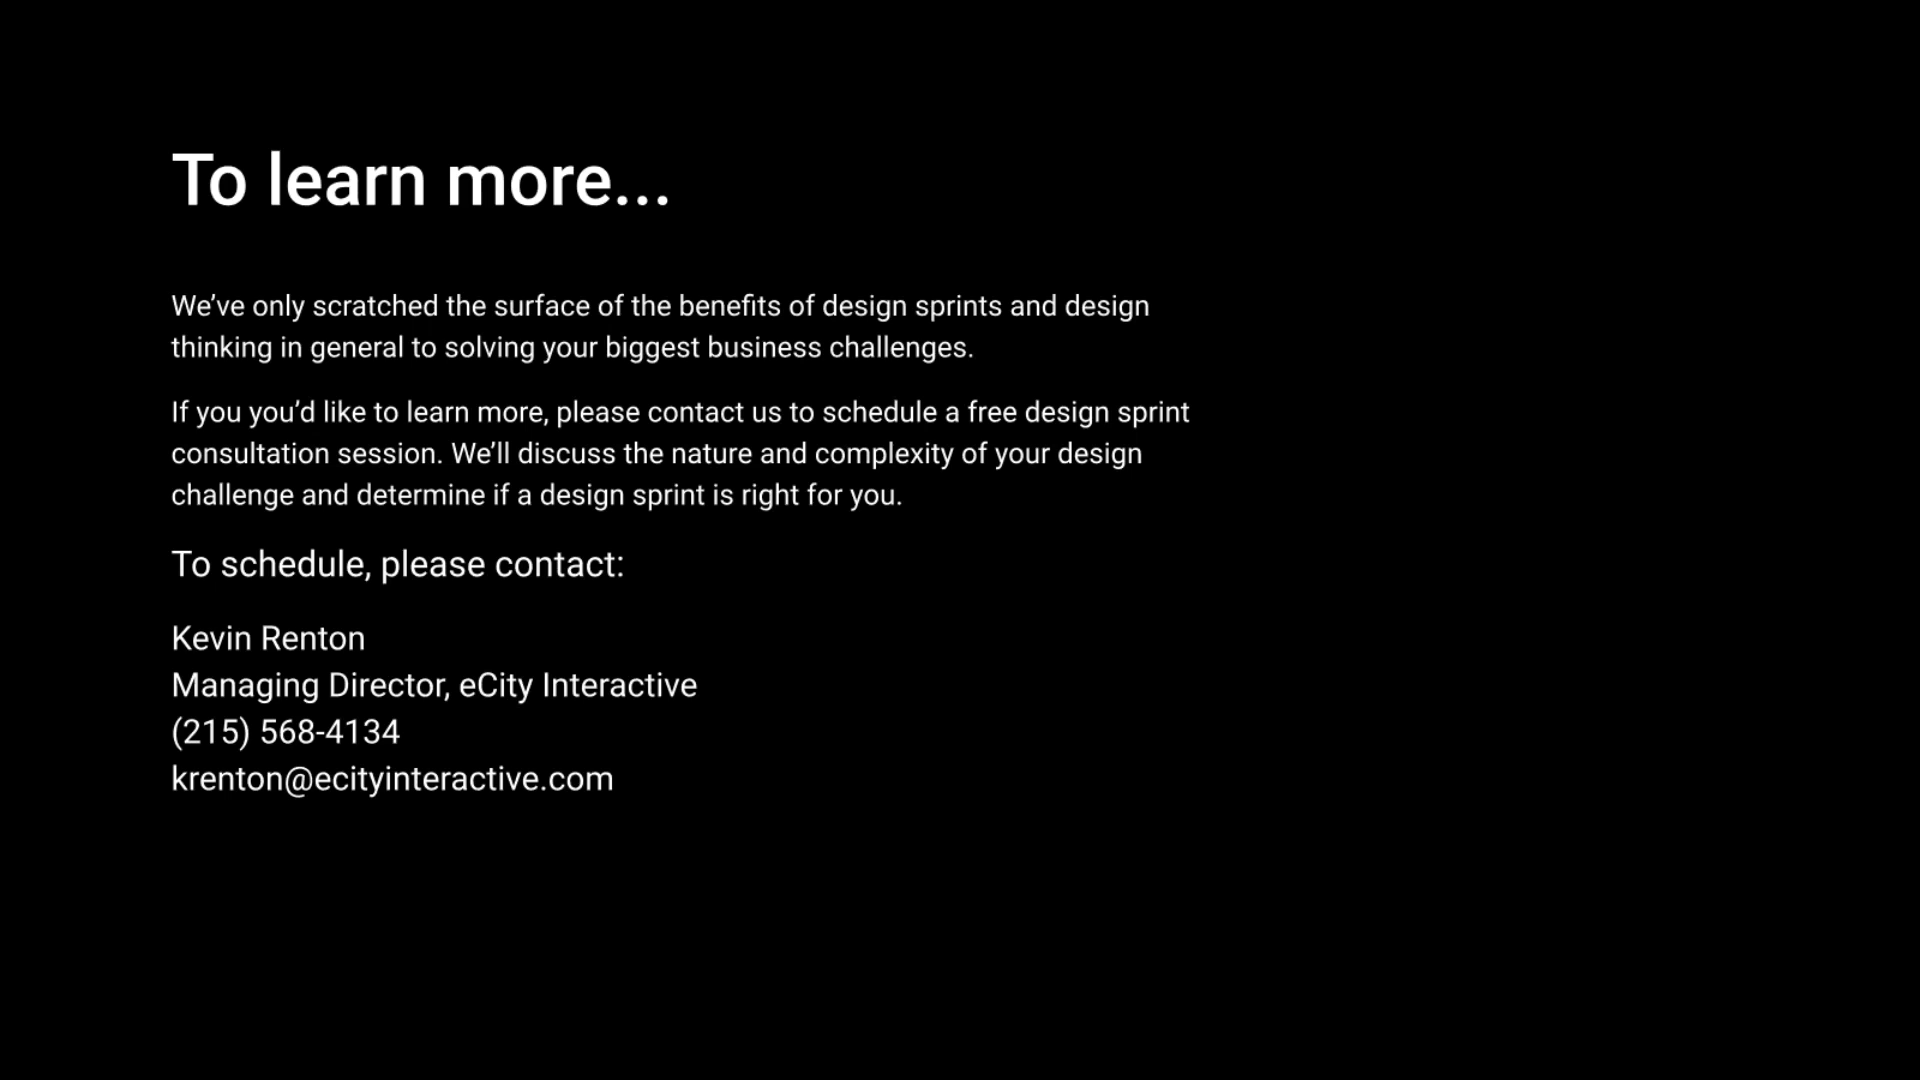 To learn more...
We’ve only scratched the surface of the benefits of design sprints and design
thinking in general to solving your biggest business challenges.
If you you’d like to learn more, please contact us to schedule a free design sprint
consultation session. We’ll discuss the nature and complexity of your design
challenge and determine if a design sprint is right for you.
To schedule, please contact:
Kevin Renton
Managing Director, eCity Interactive
(215) 568-4134
krenton@ecityinteractive.com